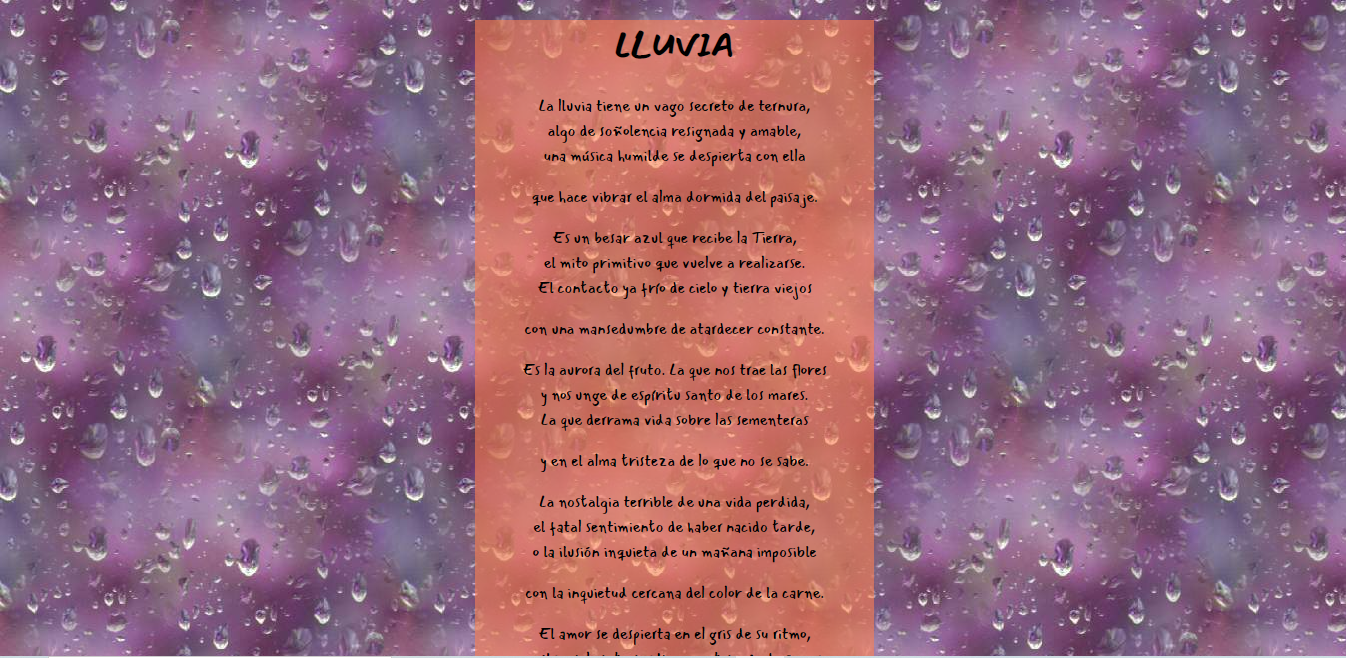 LLUVIA
La lluvia tiene un vago secreto de ternura,
algo de soñolencia resignada y amable,
una música humilde se despierta con ella
que hace vibrar el alma dormida del paisaje.
Es un besar azul que recibe la Tierra,
el mito primitivo que vuelve a realizarse.
El contacto ya frío de cielo y tierra viejos
con una mansedumbre de atardecer constante.
Es la aurora del fruto. La que nos trae las flores
y nos unge de espíritu santo de los mares.
La que derrama vida sobre las sementeras
y en el alma tristeza de lo que no se sabe.
La nostalgia terrible de una vida perdida,
el fatal sentimiento de haber nacido tarde,
o la ilusión inquieta de un mañana imposible
con la inquietud cercana del color de la carne.
El amor se despierta en el gris de su ritmo,